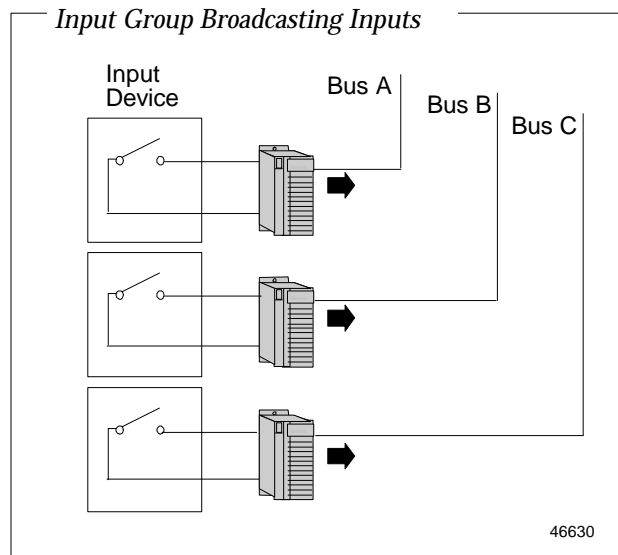 Input Group Broadcasting Inputs
Input
Device
Bus A
Bus B
Bus C
46630